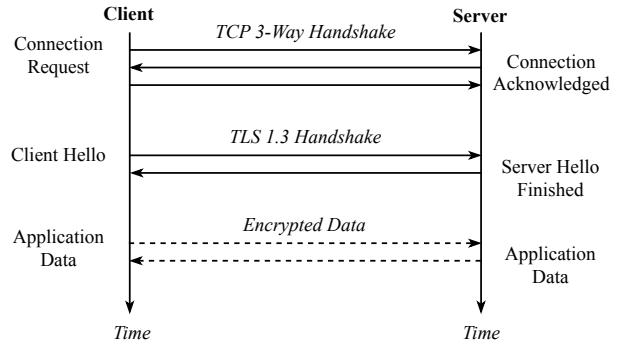 Client
Server
TCP 3-Way Handshake
Connection
Request
Connection
Acknowledged
TLS 1.3 Handshake
Client Hello
Server Hello
Finished
Encrypted Data
Application
Data
Application
Data
Time
Time